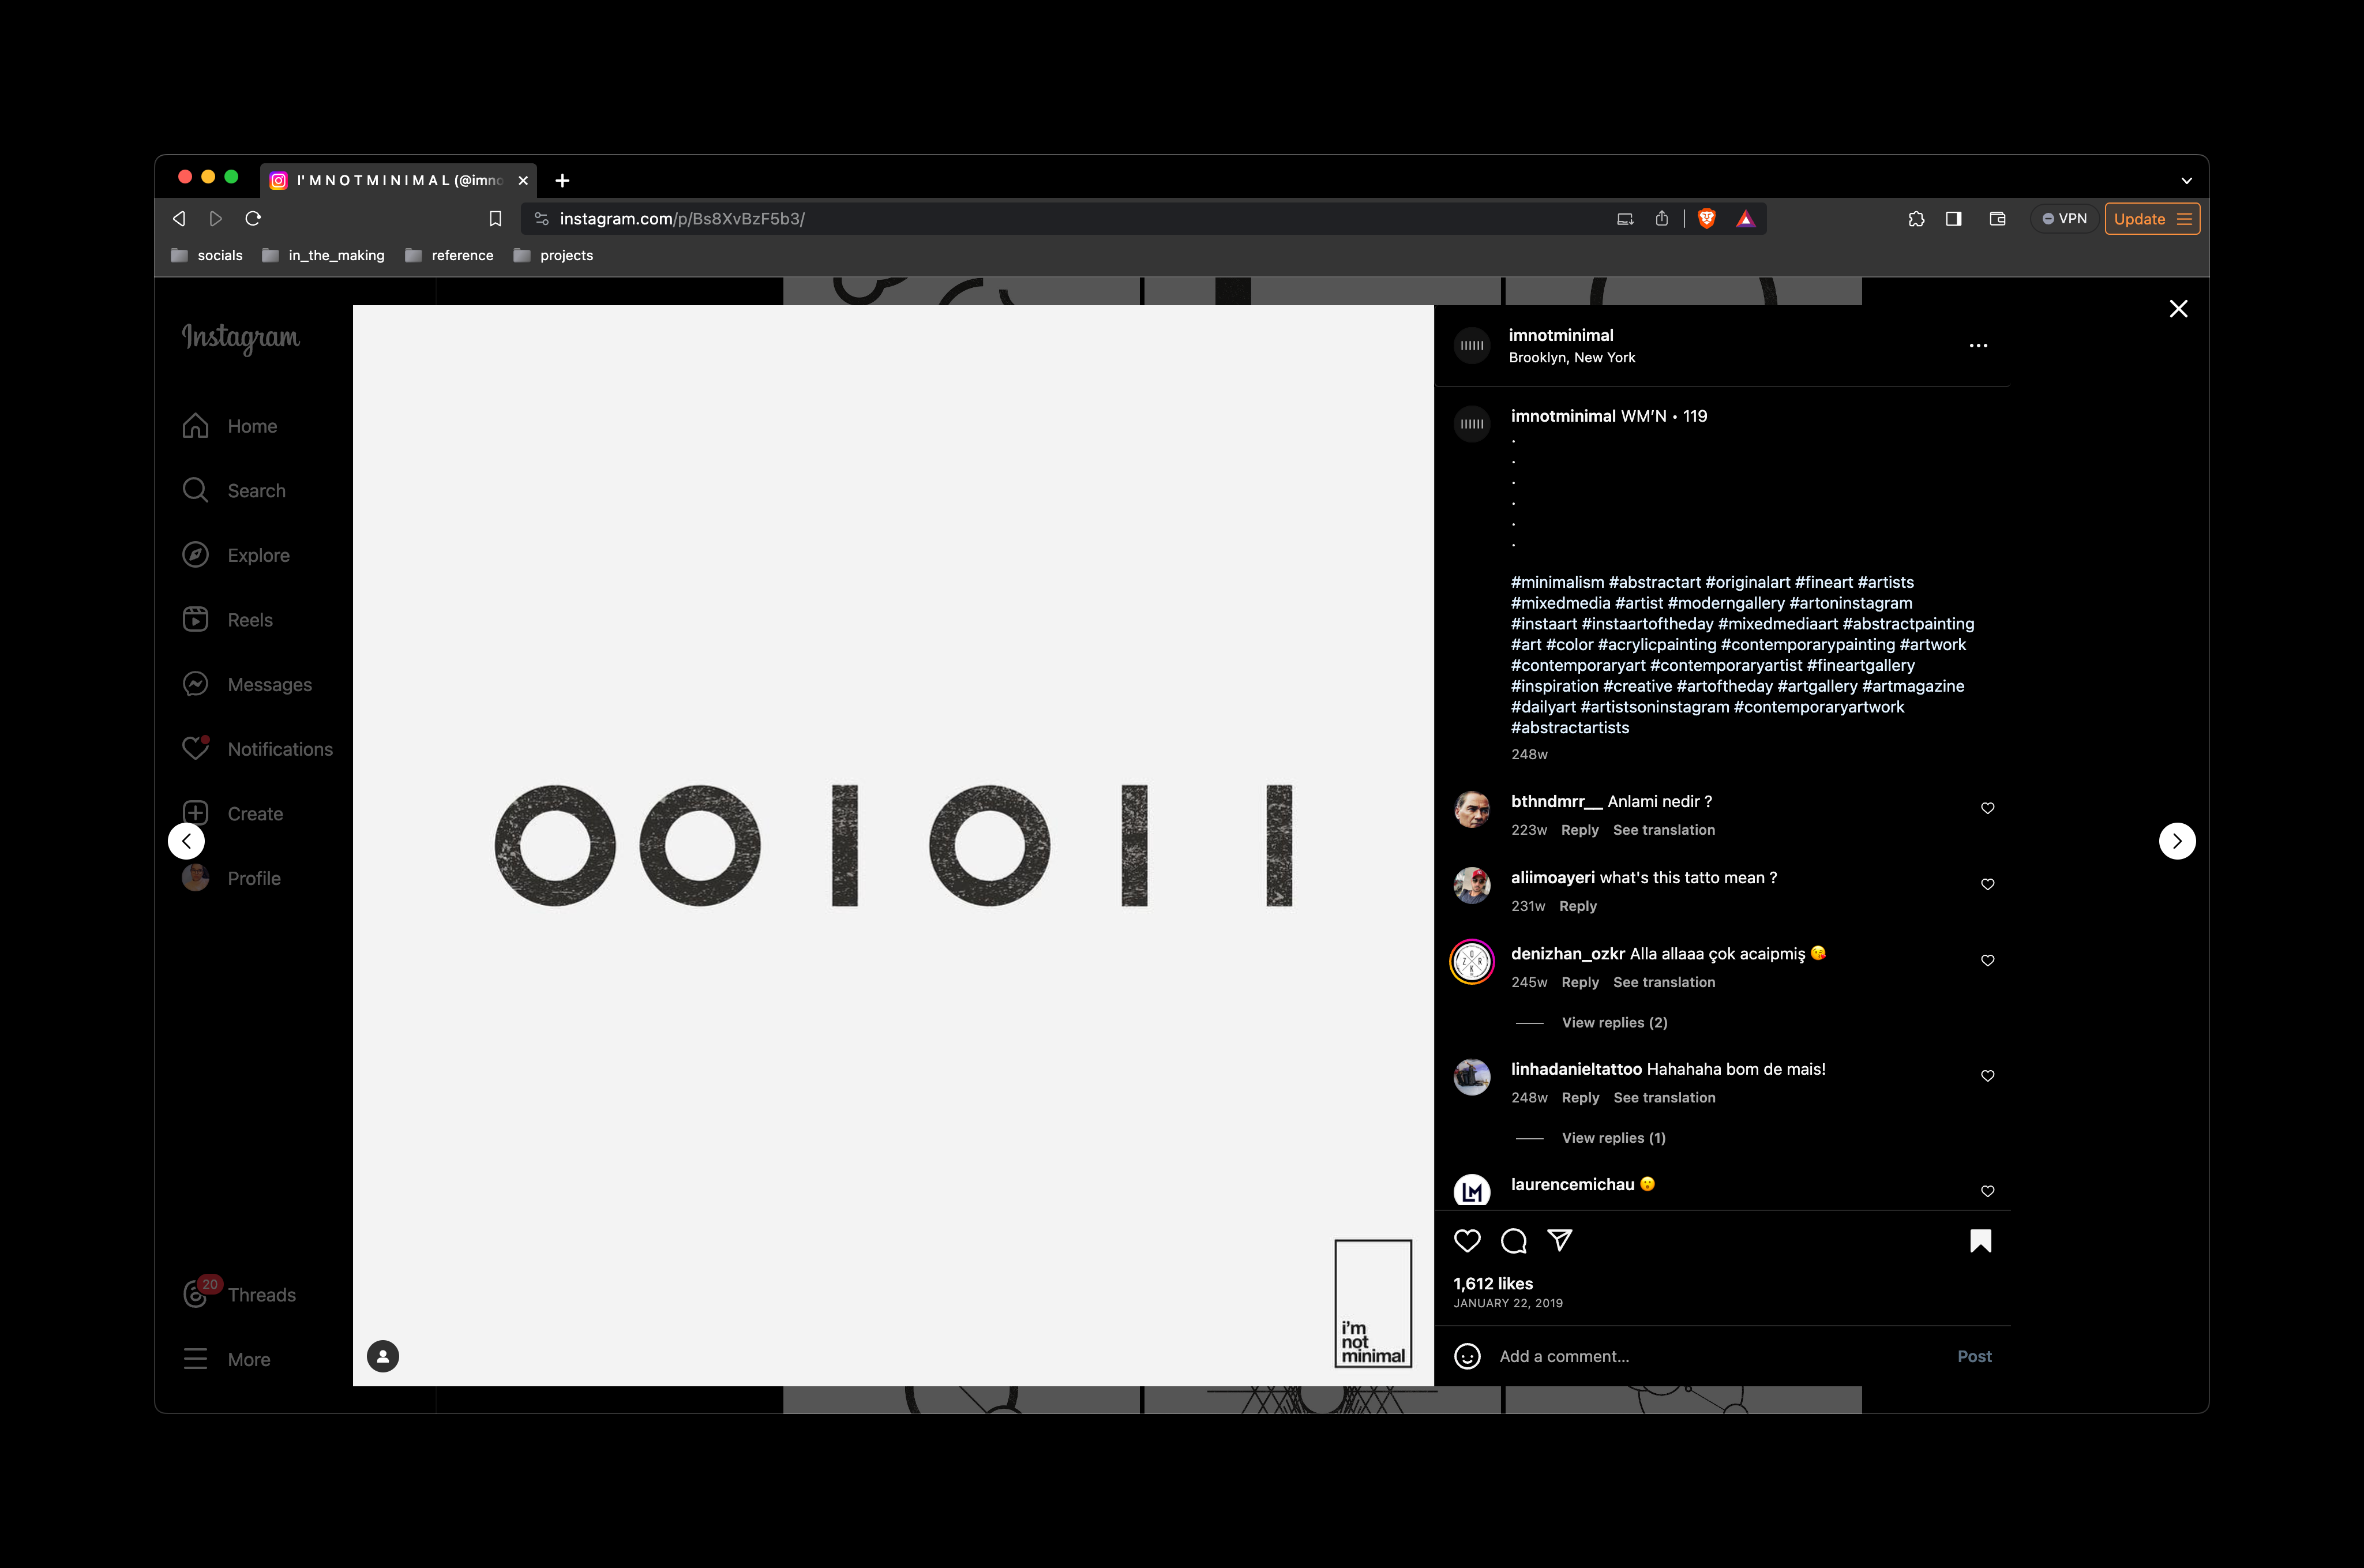 I' M N O T M I N I M A L (@imno
instagram.com/p/Bs8XvBzF5b3/
VPN
Update
socials
in_the_making
reference
projects
Instagram
Home
Search
Explore
Reels
Messages
Notifications
Create
Profile
20
Threads
More
OOIOII
i'm
not
minimal
imnotminimal
Brooklyn, New York
imnotminimal WM’N • 119
.
.
.
.
.
.
#minimalism #abstractart #originalart #fineart #artists
#mixedmedia #artist #moderngallery #artoninstagram
#instaart #instaartoftheday #mixedmediaart #abstractpainting
#art #color #acrylicpainting #contemporarypainting #artwork
#contemporaryart #contemporaryartist #fineartgallery
#inspiration #creative #artoftheday #artgallery #artmagazine
#dailyart #artistsoninstagram #contemporaryartwork
#abstractartists
248w
bthndmrr__ Anlami nedir ?
223w Reply See translation
aliimoayeri what's this tatto mean ?
231w Reply
ZORK
denizhan_ozkr Alla allaaa çok acaipmiş 😘
245w Reply See translation
View replies (2)
linhadanieltattoo Hahahaha bom de mais!
248w Reply See translation
View replies (1)
LM
laurencemichau 😮
1,612 likes
JANUARY 22, 2019
Add a comment...
Post